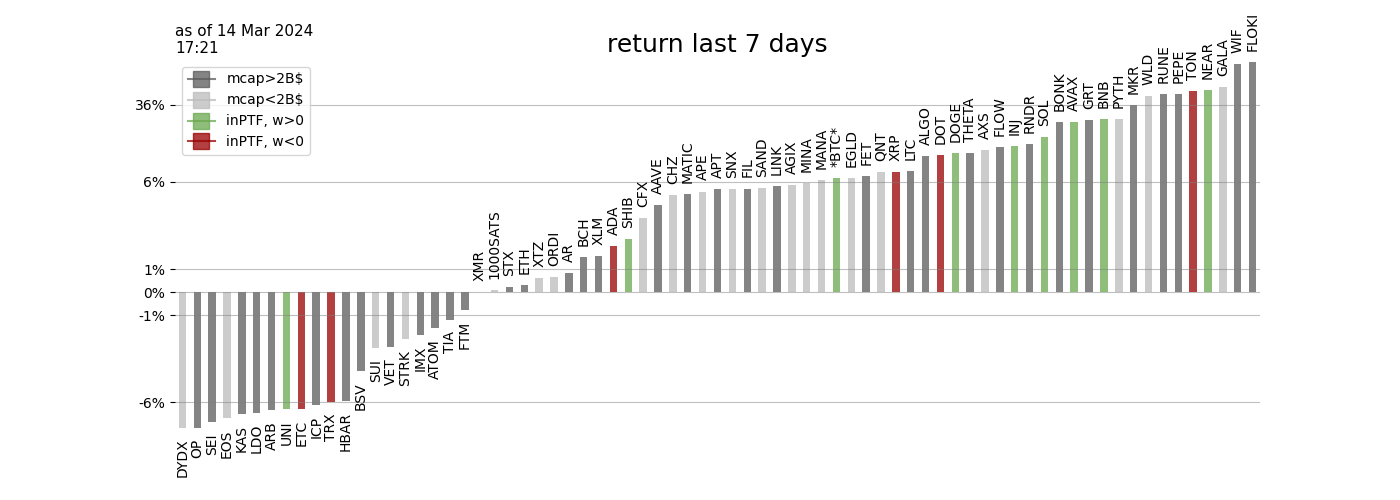 as of 14 Mar 2024
17:21
return last 7 days
mcap>2B$
mcap<2B$
inPTF, w>0
inPTF, w<0
36%
6%
1%
0%
-1%
-6%
DYDX
OP
SEI
EOS
KAS
LDO
ARB
UNI
ETC
ICP
TRX
HBAR
BSV
SUI
VET
STRK
IMX
ATOM
TIA
FTM
XMR
1000SATS
STX
ETH
XTZ
ORDI
AR
BCH
XLM
ADA
SHIB
CFX
AAVE
CHZ
MATIC
APE
APT
SNX
FIL
SAND
LINK
AGIX
MINA
MANA
*BTC*
EGLD
FET
QNT
XRP
LTC
ALGO
DOT
DOGE
THETA
AXS
FLOW
INJ
RNDR
SOL
BONK
AVAX
GRT
BNB
PYTH
MKR
WLD
RUNE
PEPE
TON
NEAR
GALA
WIF
FLOKI